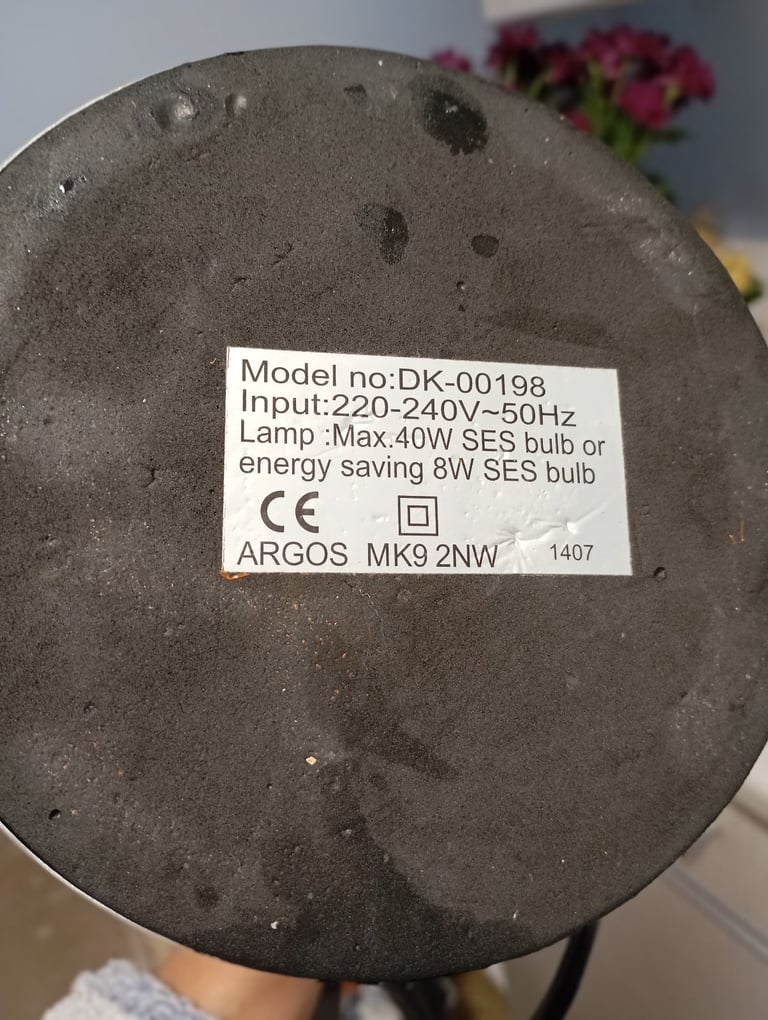 Model no:DK-00198
Input:220-240V~50Hz
Lamp :Max.40W SES bulb or
energy saving 8W SES bulb
CE
ARGOS MK9 2NW 1407